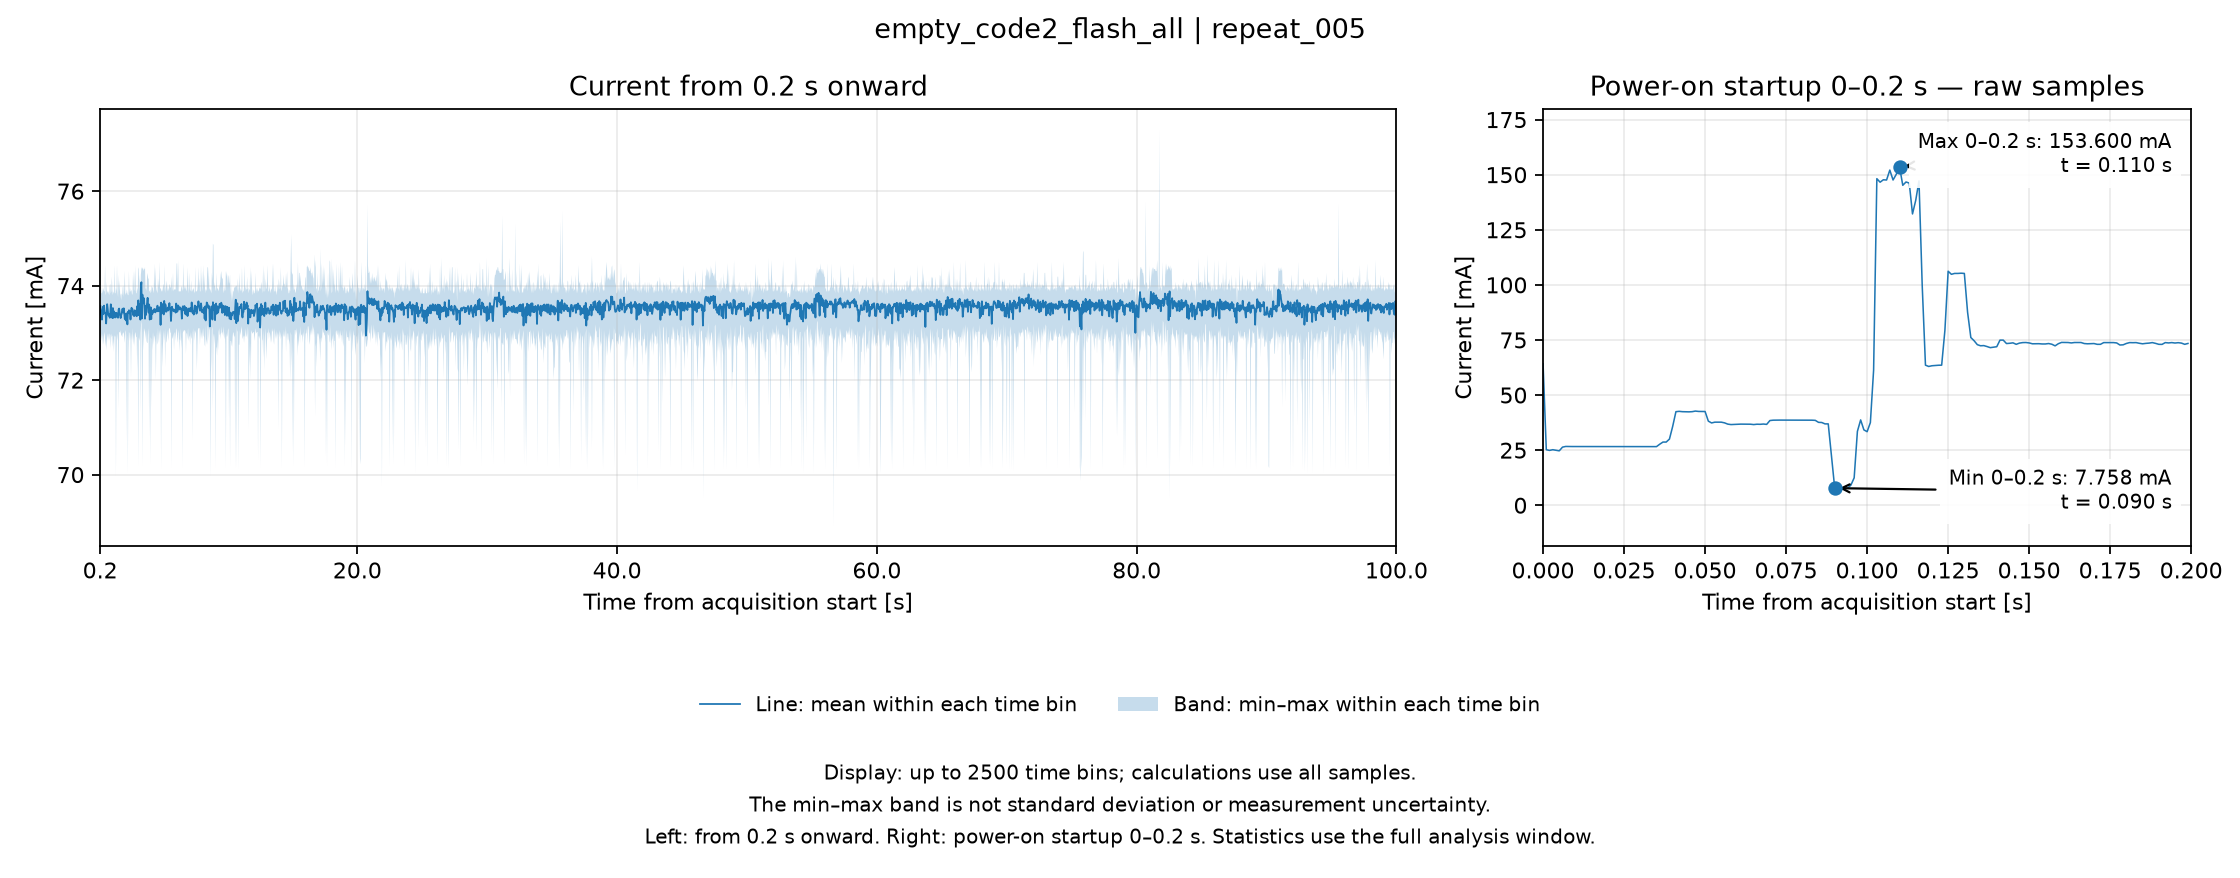 empty_code2_flash_all | repeat_005
Current from 0.2 s onward
Current [mA]
76
74
72
70
0.2 20.0 40.0 60.0 80.0 100.0
Time from acquisition start [s]
Power-on startup 0–0.2 s — raw samples
Current [mA]
175
150
125
100
75
50
25
0
Max 0–0.2 s: 153.600 mA
t = 0.110 s
Min 0–0.2 s: 7.758 mA
t = 0.090 s
0.000 0.025 0.050 0.075 0.100 0.125 0.150 0.175 0.200
Time from acquisition start [s]
Line: mean within each time bin
Band: min–max within each time bin
Display: up to 2500 time bins; calculations use all samples.
The min–max band is not standard deviation or measurement uncertainty.
Left: from 0.2 s onward. Right: power-on startup 0–0.2 s. Statistics use the full analysis window.